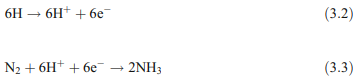 6H → 6H⁺ + 6e⁻ (3.2)
N₂ + 6H⁺ + 6e⁻ → 2NH₃ (3.3)